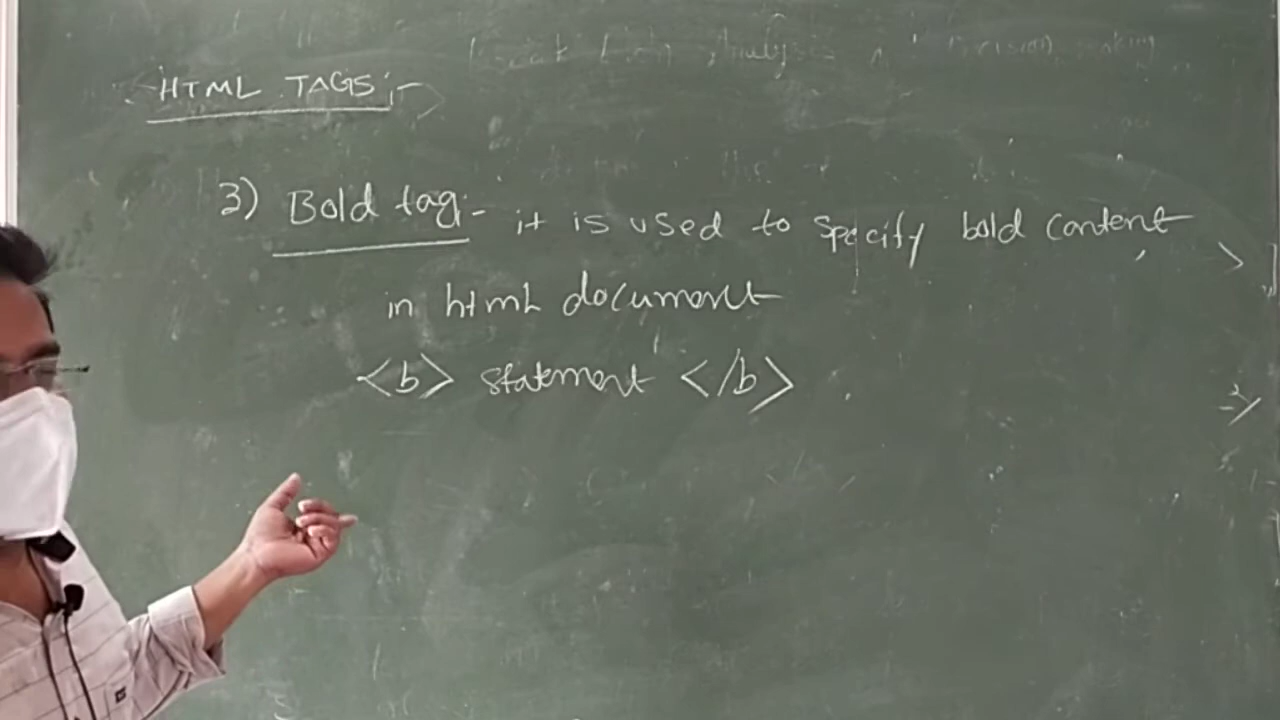 HTML TAGS:-
3) Bold tag:- it is used to specify bold content
in html document
<b> statement </b>